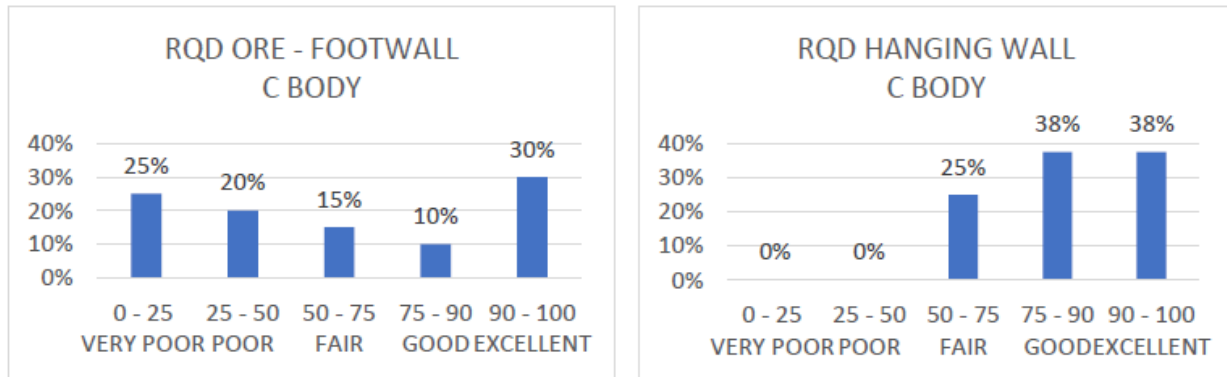 RQD ORE - FOOTWALL
C BODY
40%
30%
20%
10%
0%
25%
20%
15%
10%
30%
0 - 25
25 - 50
50 - 75
75 - 90
90 - 100
VERY POOR
POOR
FAIR
GOOD
EXCELLENT
RQD HANGING WALL
C BODY
40%
30%
20%
10%
0%
0%
0%
25%
38%
38%
0 - 25
25 - 50
50 - 75
75 - 90
90 - 100
VERY POOR
POOR
FAIR
GOOD
EXCELLENT